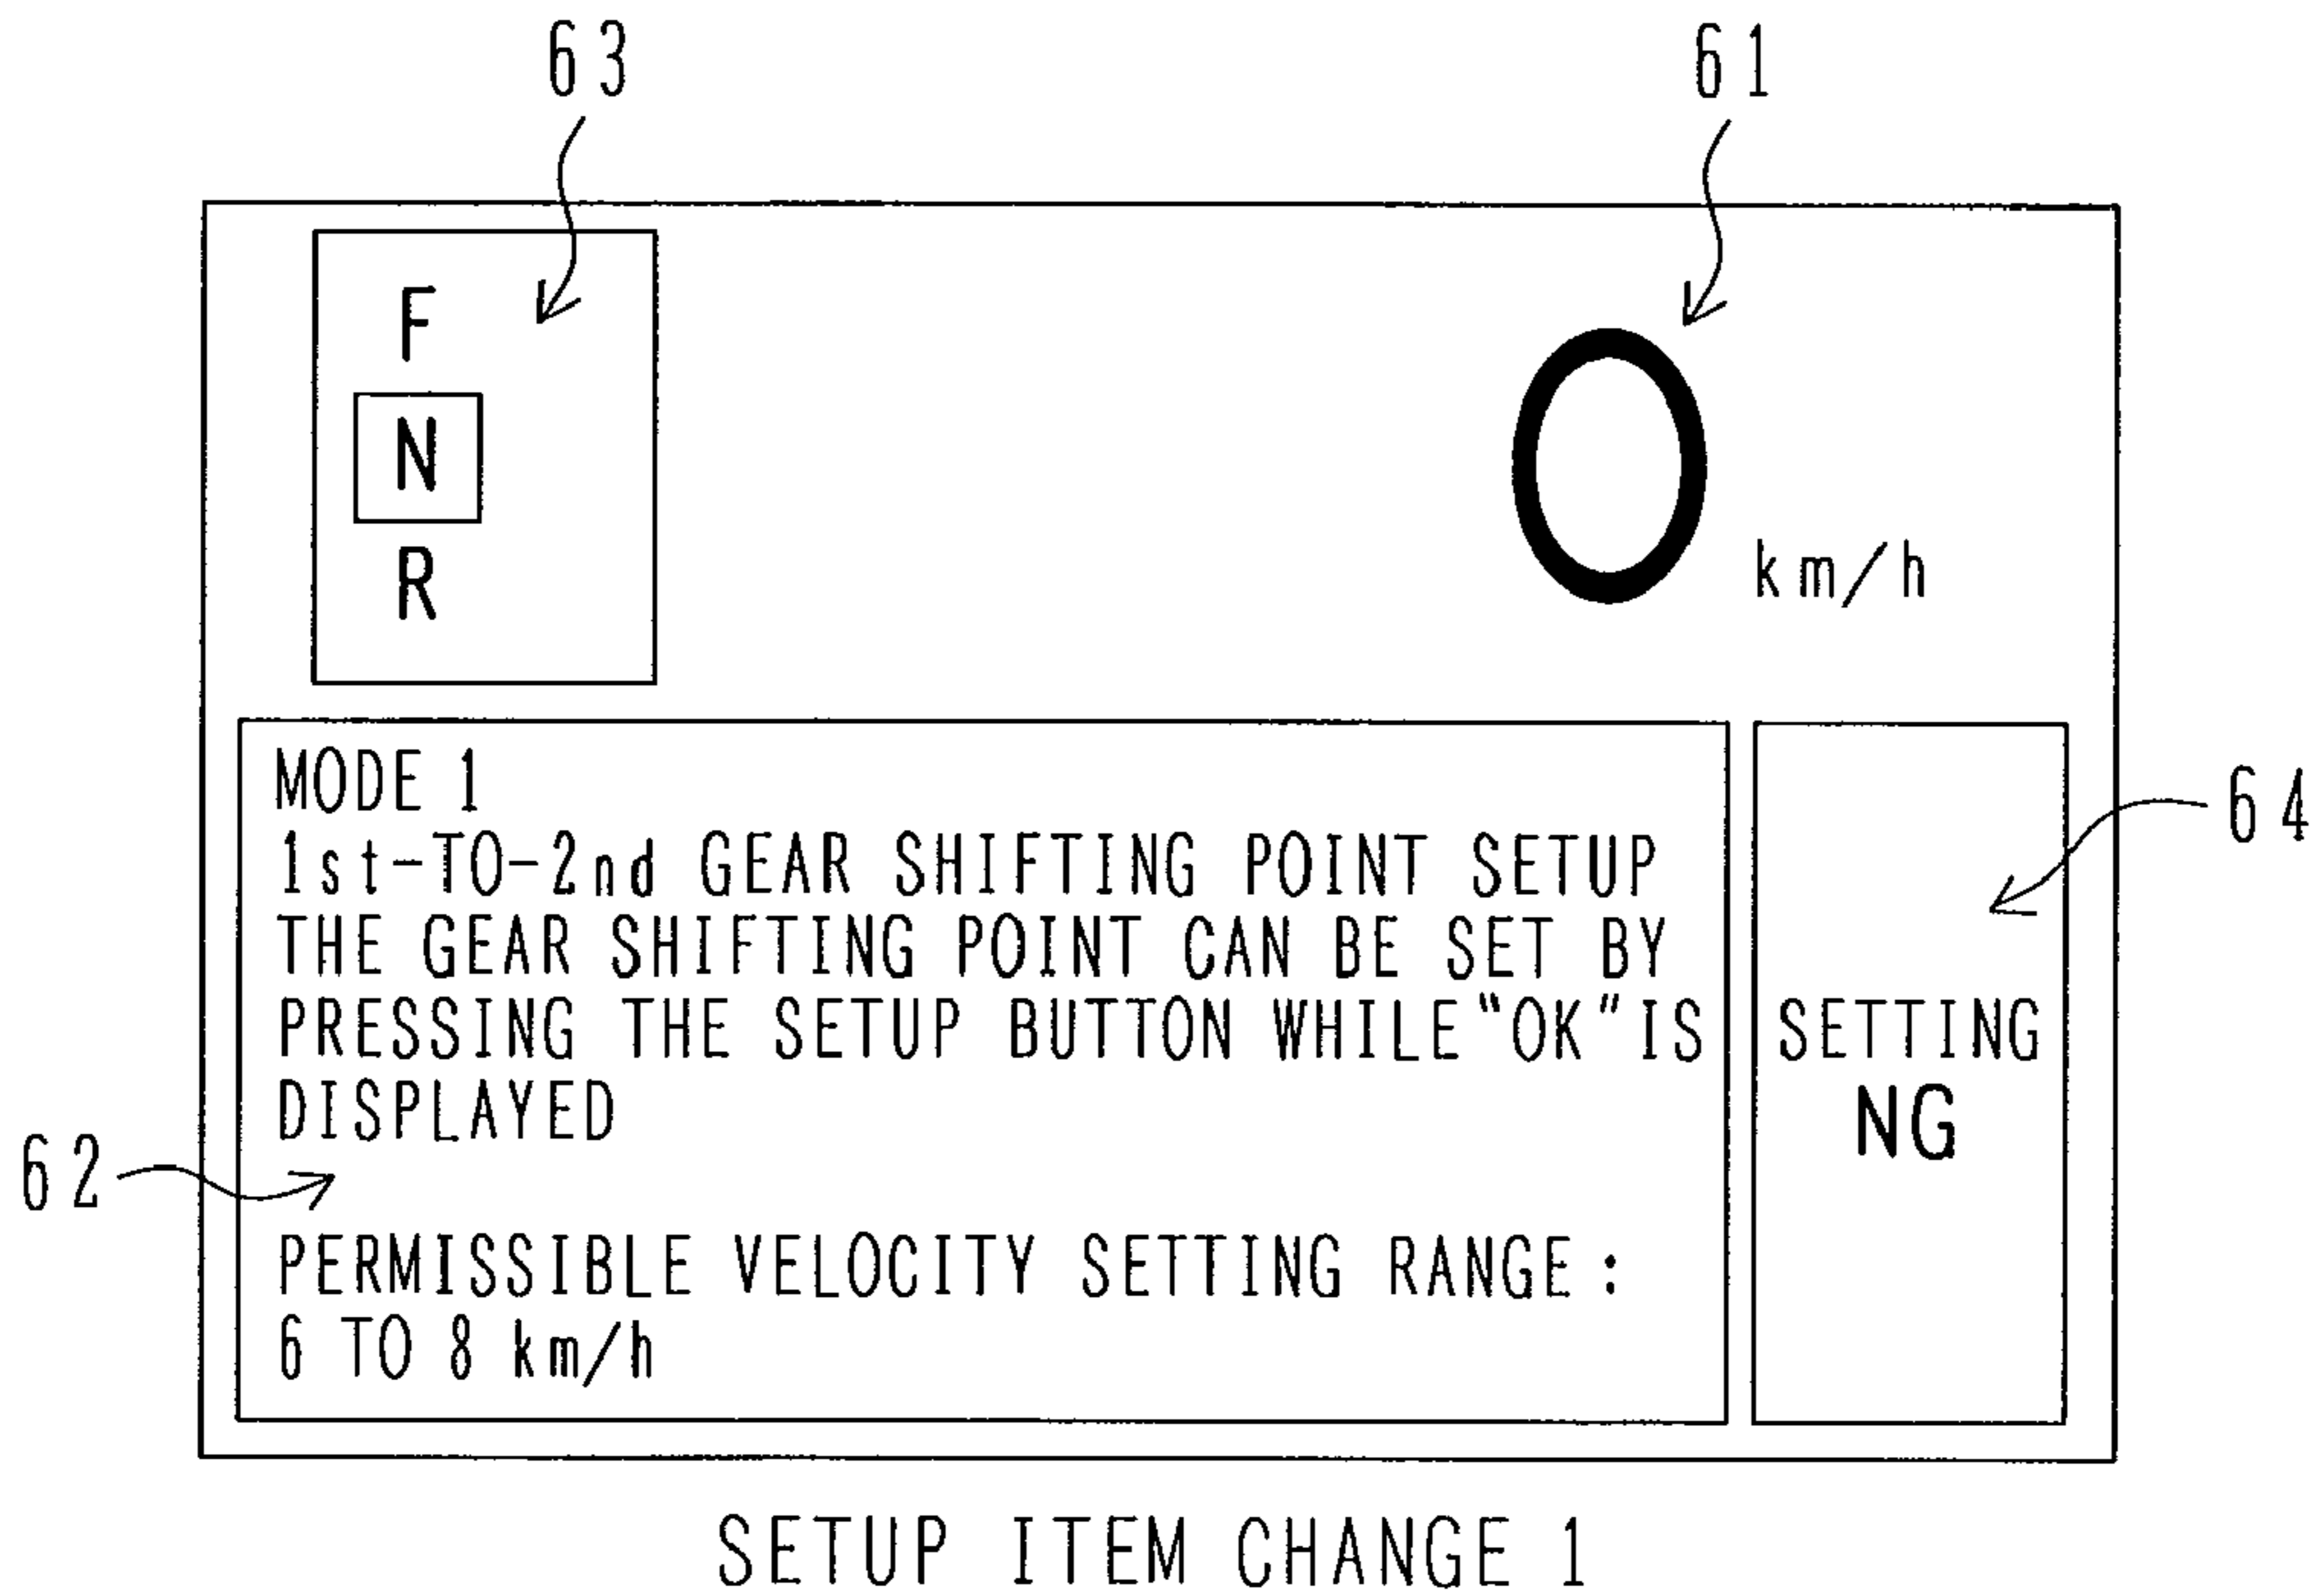 63
61
F
N
R
0
km/h
MODE 1
1st-TO-2nd GEAR SHIFTING POINT SETUP
THE GEAR SHIFTING POINT CAN BE SET BY
PRESSING THE SETUP BUTTON WHILE "OK" IS
DISPLAYED
PERMISSIBLE VELOCITY SETTING RANGE:
6 TO 8 km/h
SETTING
NG
64
62
SETUP ITEM CHANGE 1